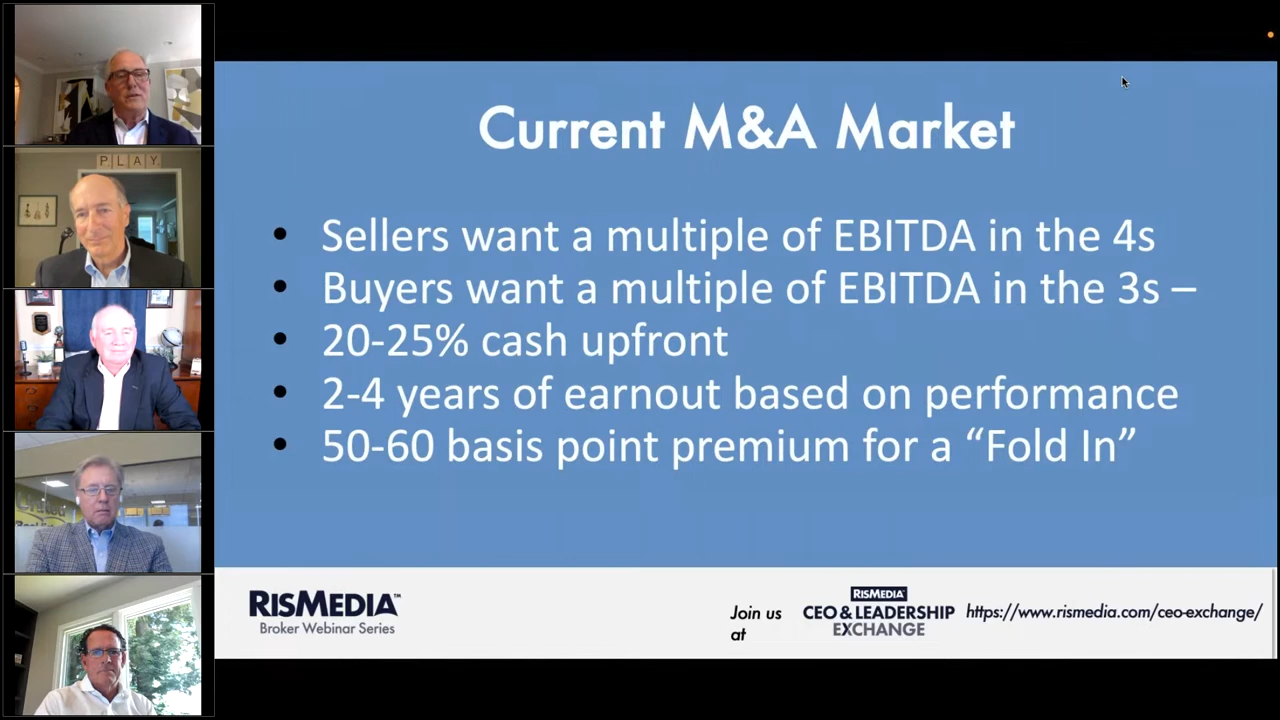 PLAY
Current M&A Market
• Sellers want a multiple of EBITDA in the 4s
• Buyers want a multiple of EBITDA in the 3s –
• 20-25% cash upfront
• 2-4 years of earnout based on performance
• 50-60 basis point premium for a “Fold In”
RISMEDIA™
Broker Webinar Series
Join us
at
RISMEDIA
CEO & LEADERSHIP
EXCHANGE
https://www.rismedia.com/ceo-exchange/